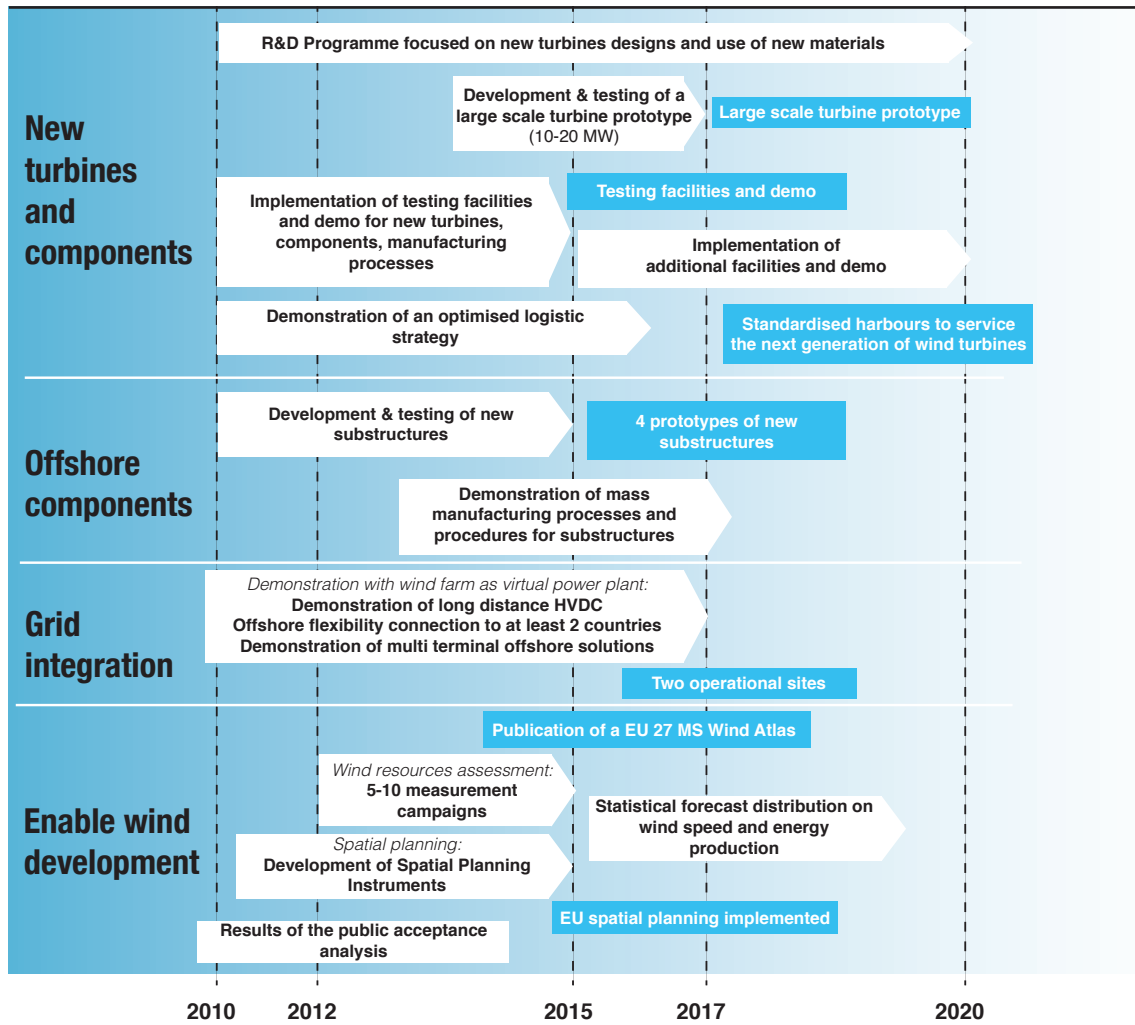 New
turbines
and
components
R&D Programme focused on new turbines designs and use of new materials
Development & testing of a
large scale turbine prototype
(10-20 MW)
Large scale turbine prototype
Implementation of testing facilities
and demo for new turbines,
components, manufacturing
processes
Testing facilities and demo
Implementation of
additional facilities and demo
Demonstration of an optimised logistic
strategy
Standardised harbours to service
the next generation of wind turbines
Offshore
components
Development & testing of new
substructures
4 prototypes of new
substructures
Demonstration of mass
manufacturing processes and
procedures for substructures
Grid
integration
Demonstration with wind farm as virtual power plant:
Demonstration of long distance HVDC
Offshore flexibility connection to at least 2 countries
Demonstration of multi terminal offshore solutions
Two operational sites
Enable wind
development
Publication of a EU 27 MS Wind Atlas
Wind resources assessment:
5-10 measurement
campaigns
Statistical forecast distribution on
wind speed and energy
production
Spatial planning:
Development of Spatial Planning
Instruments
EU spatial planning implemented
Results of the public acceptance
analysis
2010
2012
2015
2017
2020